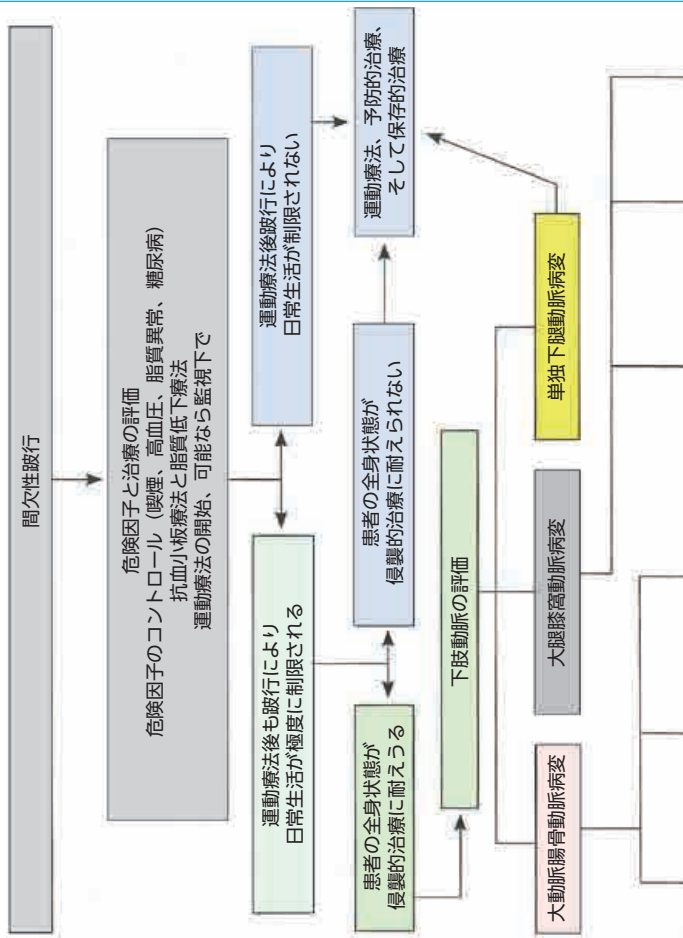 間欠性跛行
危険因子と治療の評価
危険因子のコントロール（喫煙、高血圧、脂質異常、糖尿病）
抗血小板療法と脂質低下療法
運動療法の開始、可能なら監視下で
運動療法後も跛行により
日常生活が極度に制限される
運動療法後跛行により
日常生活が制限されない
患者の全身状態が
侵襲的治療に耐えうる
患者の全身状態が
侵襲的治療に耐えられない
運動療法、予防的治療、
そして保存的治療
下肢動脈の評価
大動脈腸骨動脈病変
大腿膝窩動脈病変
単独下腿動脈病変